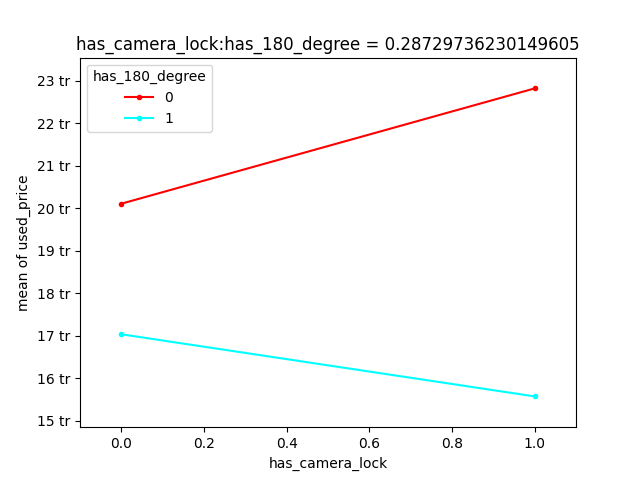 has_camera_lock:has_180_degree = 0.28729736230149605
has_180_degree
0
1
23 tr
22 tr
21 tr
20 tr
19 tr
18 tr
17 tr
16 tr
15 tr
mean of used_price
0.0 0.2 0.4 0.6 0.8 1.0
has_camera_lock